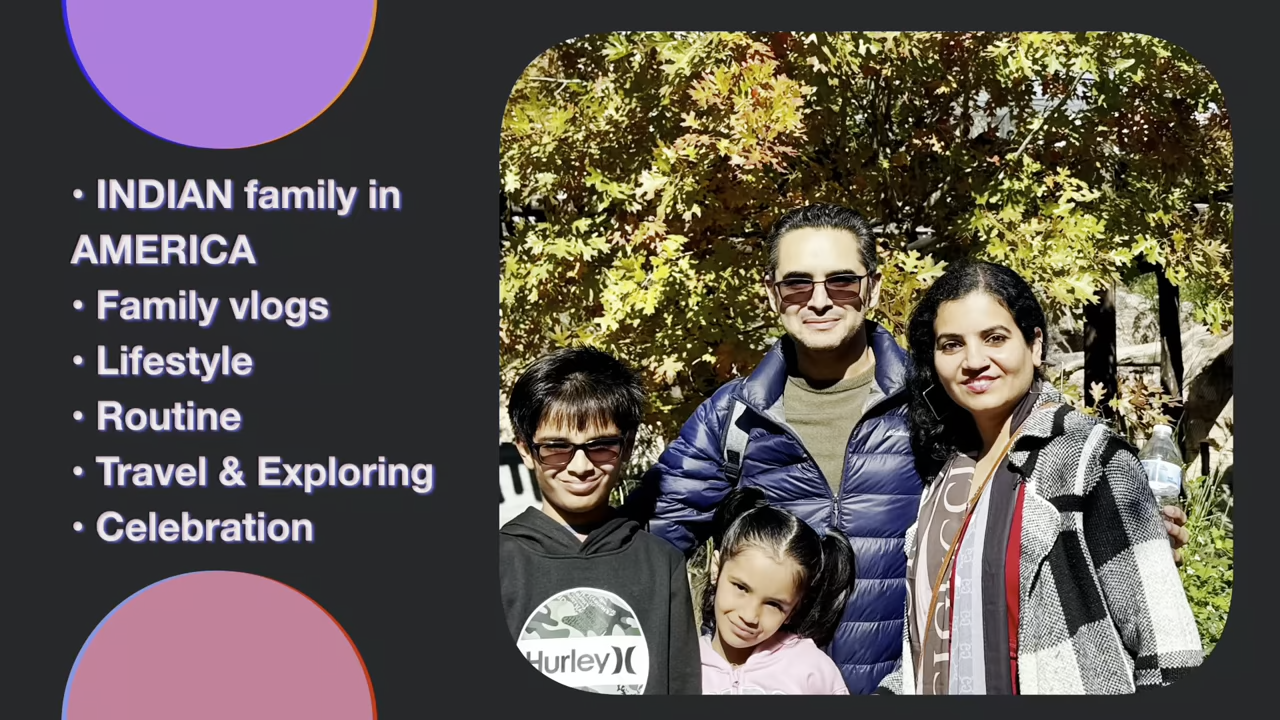 • INDIAN family in
AMERICA
• Family vlogs
• Lifestyle
• Routine
• Travel & Exploring
• Celebration
Hurley